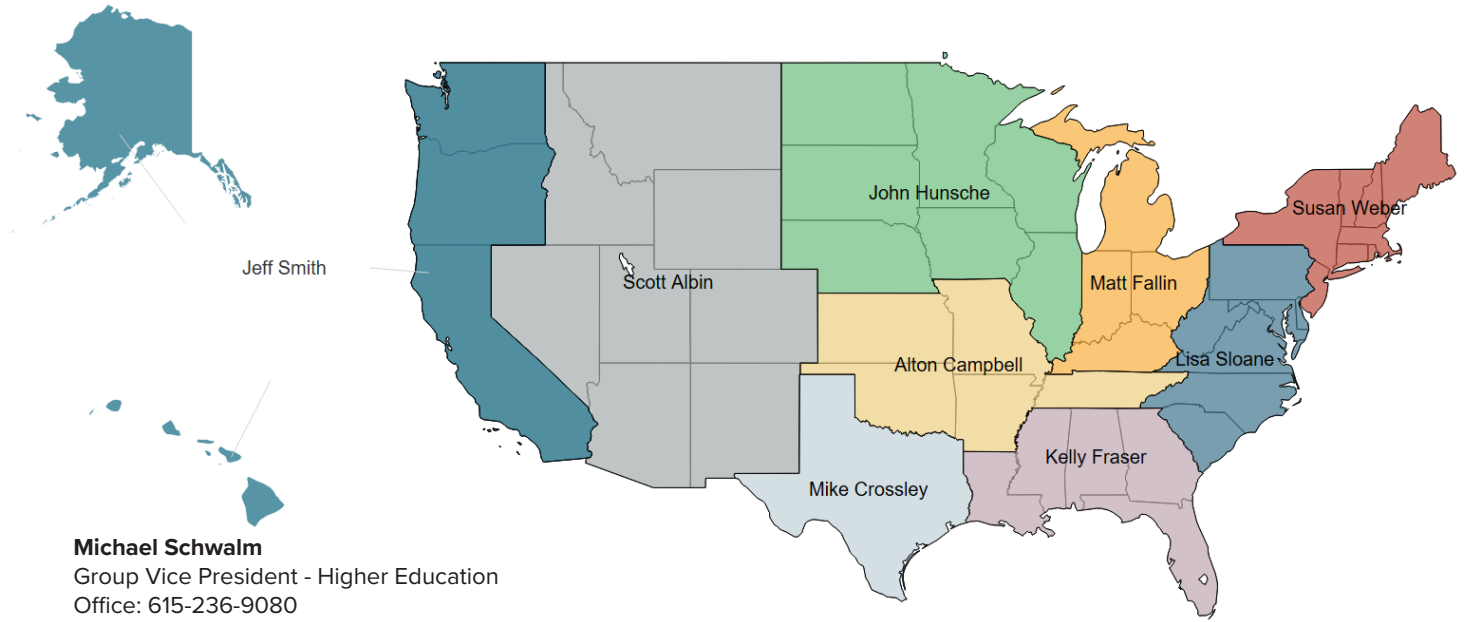 John Hunsche
Susan Weber
Jeff Smith
Scott Albin
Matt Fallin
Lisa Sloane
Alton Campbell
Kelly Fraser
Mike Crossley
Michael Schwalm
Group Vice President - Higher Education
Office: 615-236-9080